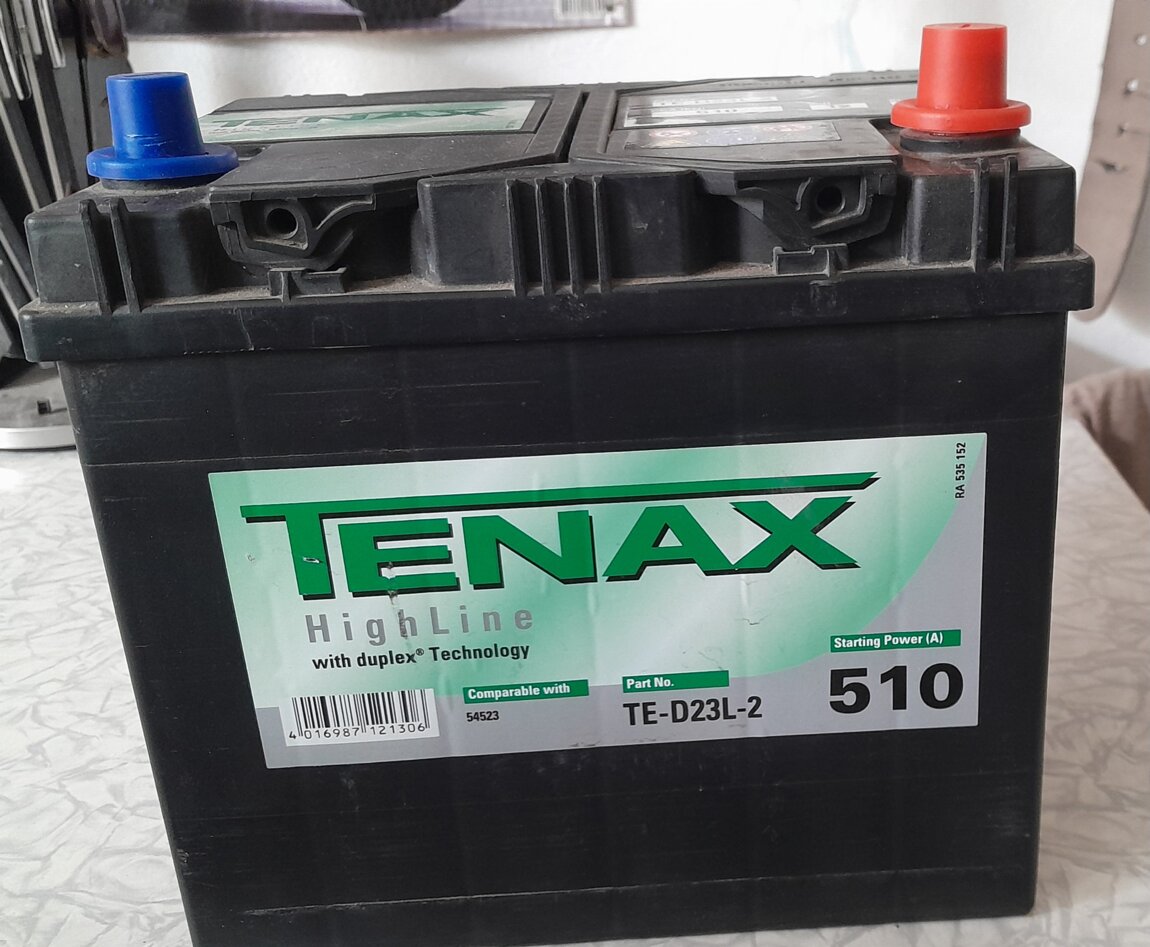 TENAX
TENAX
HighLine
with duplex® Technology
RA 535 152
Starting Power (A)
510
Comparable with
54523
Part No.
TE-D23L-2
4 016987 121306